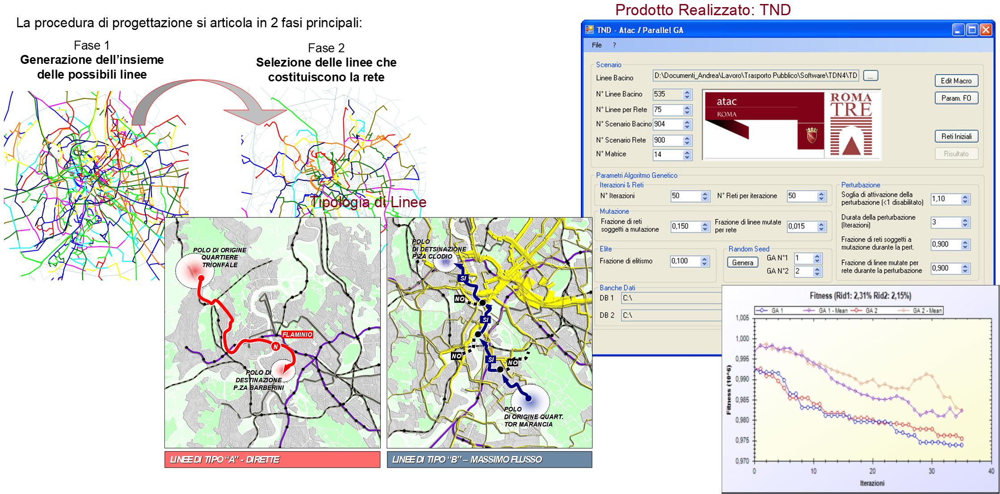 La procedura di progettazione si articola in 2 fasi principali:
Fase 1
Generazione dell'insieme
delle possibili linee
Fase 2
Selezione delle linee che
costituiscono la rete
Tipologia di Linee
POLO DI ORIGINE
QUARTIERE
TRIONFALE
FLAMINIO
N
POLO DI
DESTINAZIONE
P.ZA BARBERINI
LINEE DI TIPO “A” - DIRETTE
POLO
DI DETSINAZIONE
P.ZA CLODIO
SI
NO
SI
NO
SI
NO
POLO
DI ORIGINE QUART.
TOR MARANCIA
LINEE DI TIPO “B” – MASSIMO FLUSSO
Prodotto Realizzato: TND
TND - Atac / Parallel GA
File ?
Scenario
Linee Bacino D:\Documenti_Andrea\Lavoro\Trasporto Pubblico\Software\TDN4\TD ...
N° Linee Bacino 535
N° Linee per Rete 75
N° Scenario Bacino 904
N° Scenario Rete 900
N° Matrice 14
atac
ROMA
ROMA
TRE
Edit Macro
Param. FO
Reti Iniziali
Risultato
Parametri Algoritmo Genetico
Iterazioni & Reti
N° Iterazioni 50 N° Reti per iterazione 50
Mutazione
Frazione di reti
soggetti a mutazione 0,150
Frazione di linee mutate
per rete 0,015
Elite
Frazione di elitismo 0,100
Random Seed
Genera
GA N°1 1
GA N°2 2
Perturbazione
Soglia di attivazione della
perturbazione (<1 disabilitato) 1,10
Durata della perturbazione
(Iterazioni) 3
Frazione di reti soggetti a
mutazione durante la pert. 0,900
Frazione di linee mutate per
rete durante la perturbazione 0,900
Banche Dati
DB 1 C:\
DB 2 C:\
Fitness (Rid1: 2,31% Rid2: 2,15%)
GA 1 GA 1 - Mean GA 2 GA 2 - Mean
Fitness (10^6)
1,005
1,000
0,995
0,990
0,985
0,980
0,975
0,970
0 10 20 30 40
Iterazioni